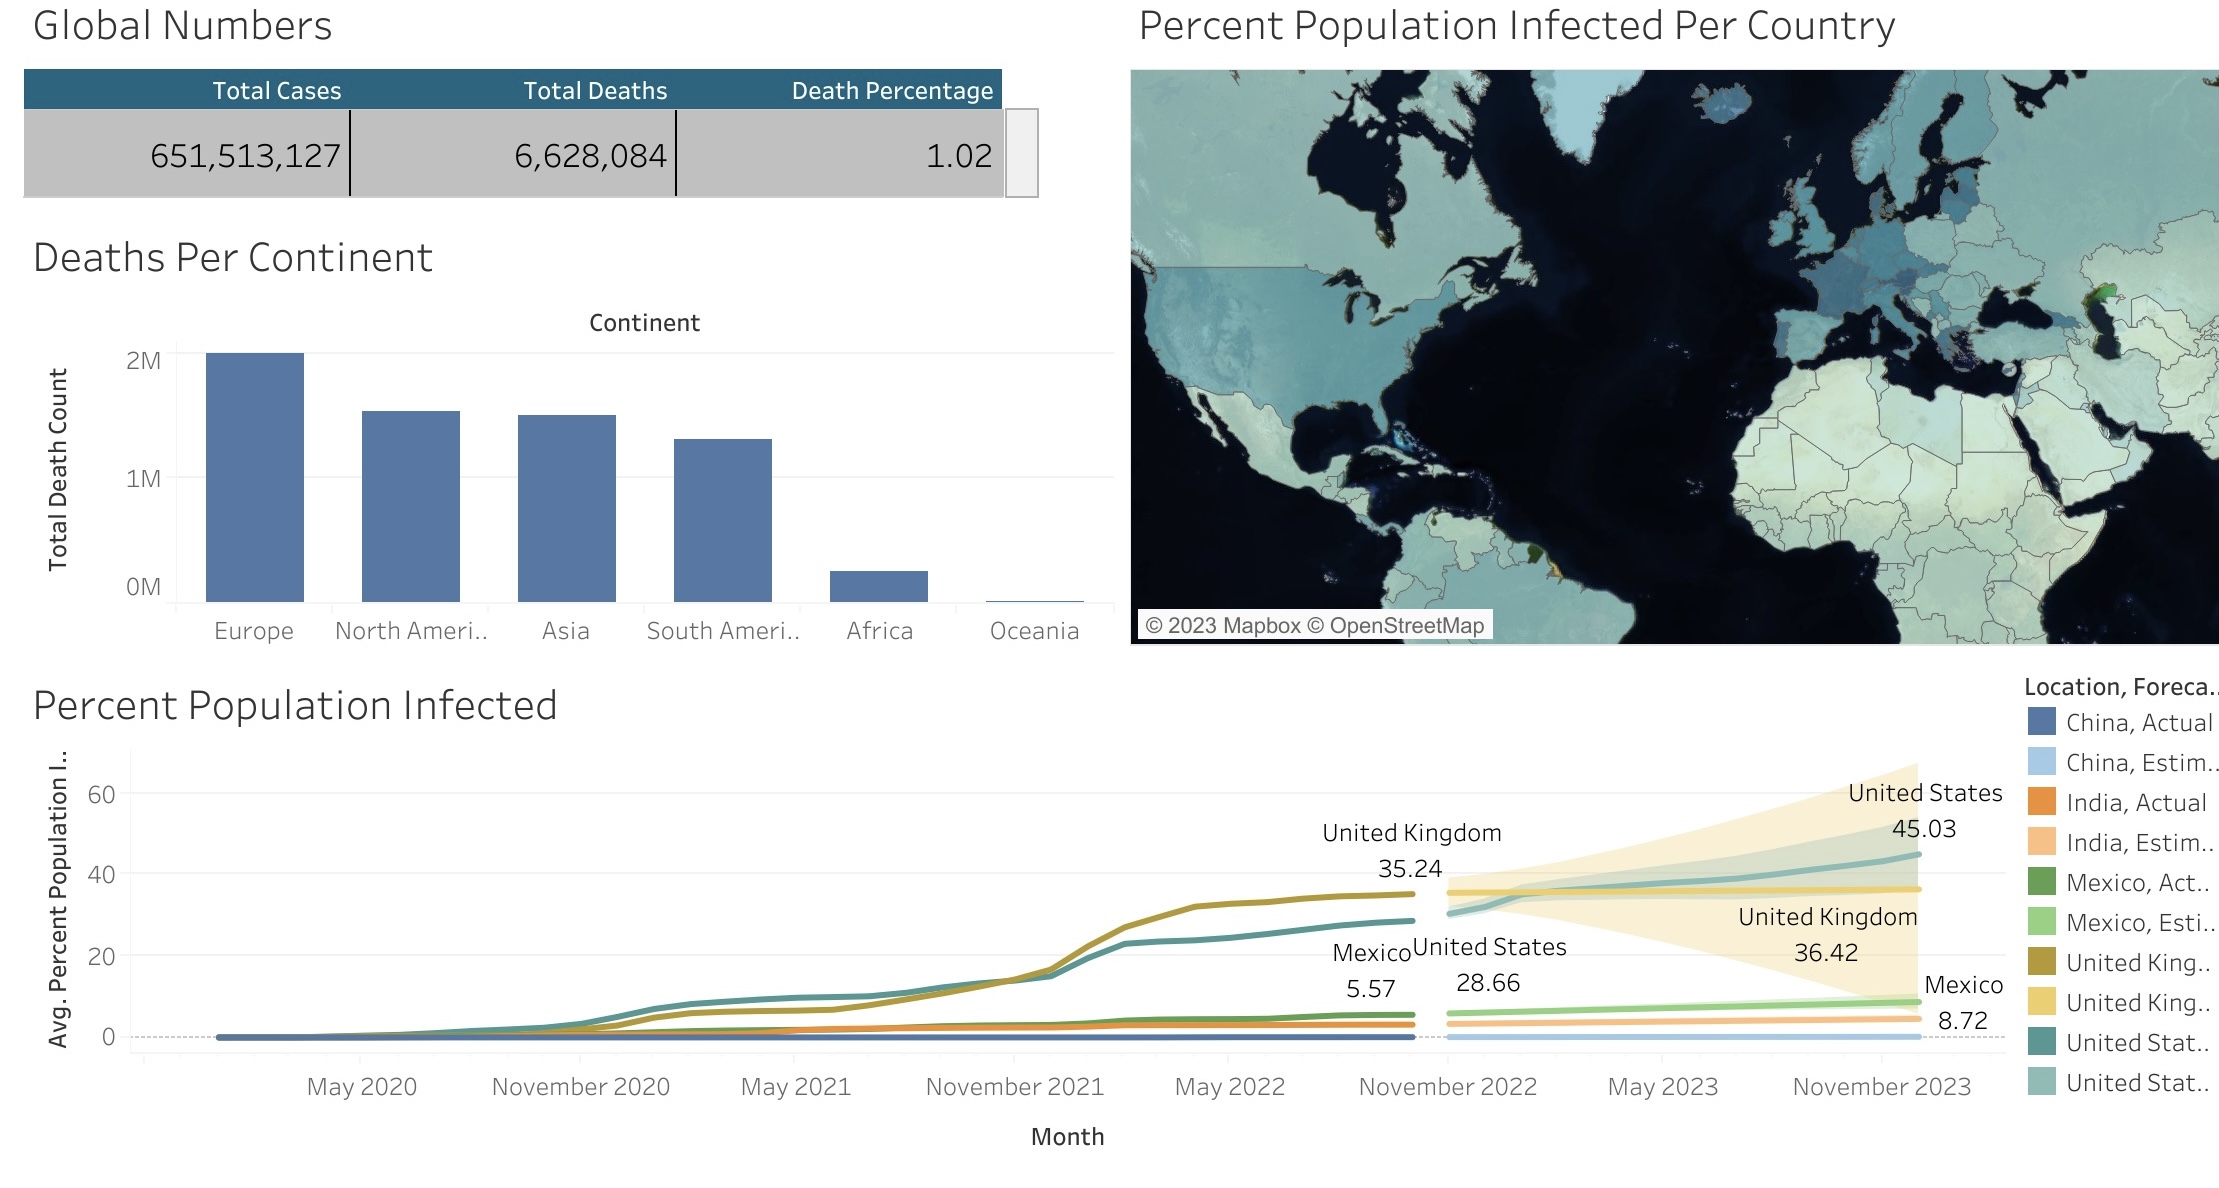 Global Numbers
Total Cases
Total Deaths
Death Percentage
651,513,127
6,628,084
1.02
Deaths Per Continent
Continent
Total Death Count
2M
1M
0M
Europe
North Ameri..
Asia
South Ameri..
Africa
Oceania
Percent Population Infected Per Country
© 2023 Mapbox © OpenStreetMap
Percent Population Infected
Avg. Percent Population I..
60
40
20
0
United Kingdom
35.24
Mexico
5.57
United States
28.66
United States
45.03
United Kingdom
36.42
Mexico
8.72
May 2020
November 2020
May 2021
November 2021
May 2022
November 2022
May 2023
November 2023
Month
Location, Foreca..
China, Actual
China, Estim..
India, Actual
India, Estim..
Mexico, Act..
Mexico, Esti..
United King..
United King..
United Stat..
United Stat..